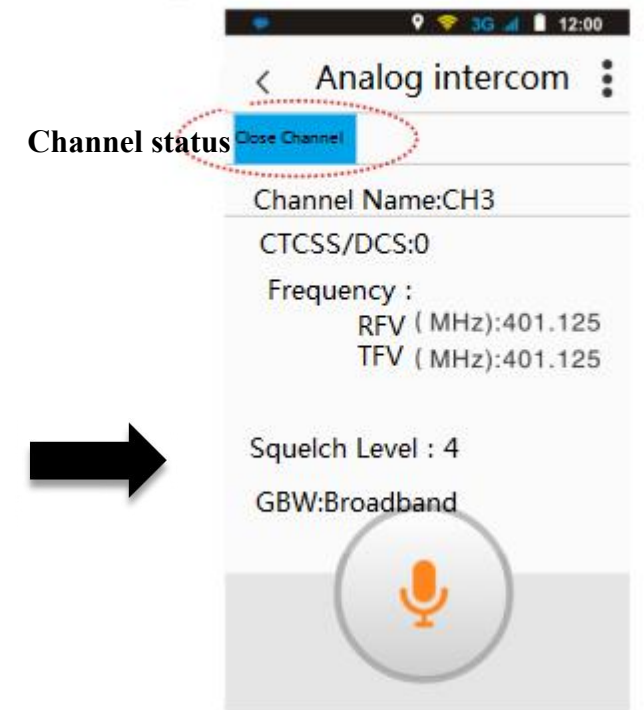 3G 12:00
< Analog intercom
Channel status
Close Channel
Channel Name:CH3
CTCSS/DCS:0
Frequency :
RFV ( MHz):401.125
TFV ( MHz):401.125
Squelch Level : 4
GBW:Broadband